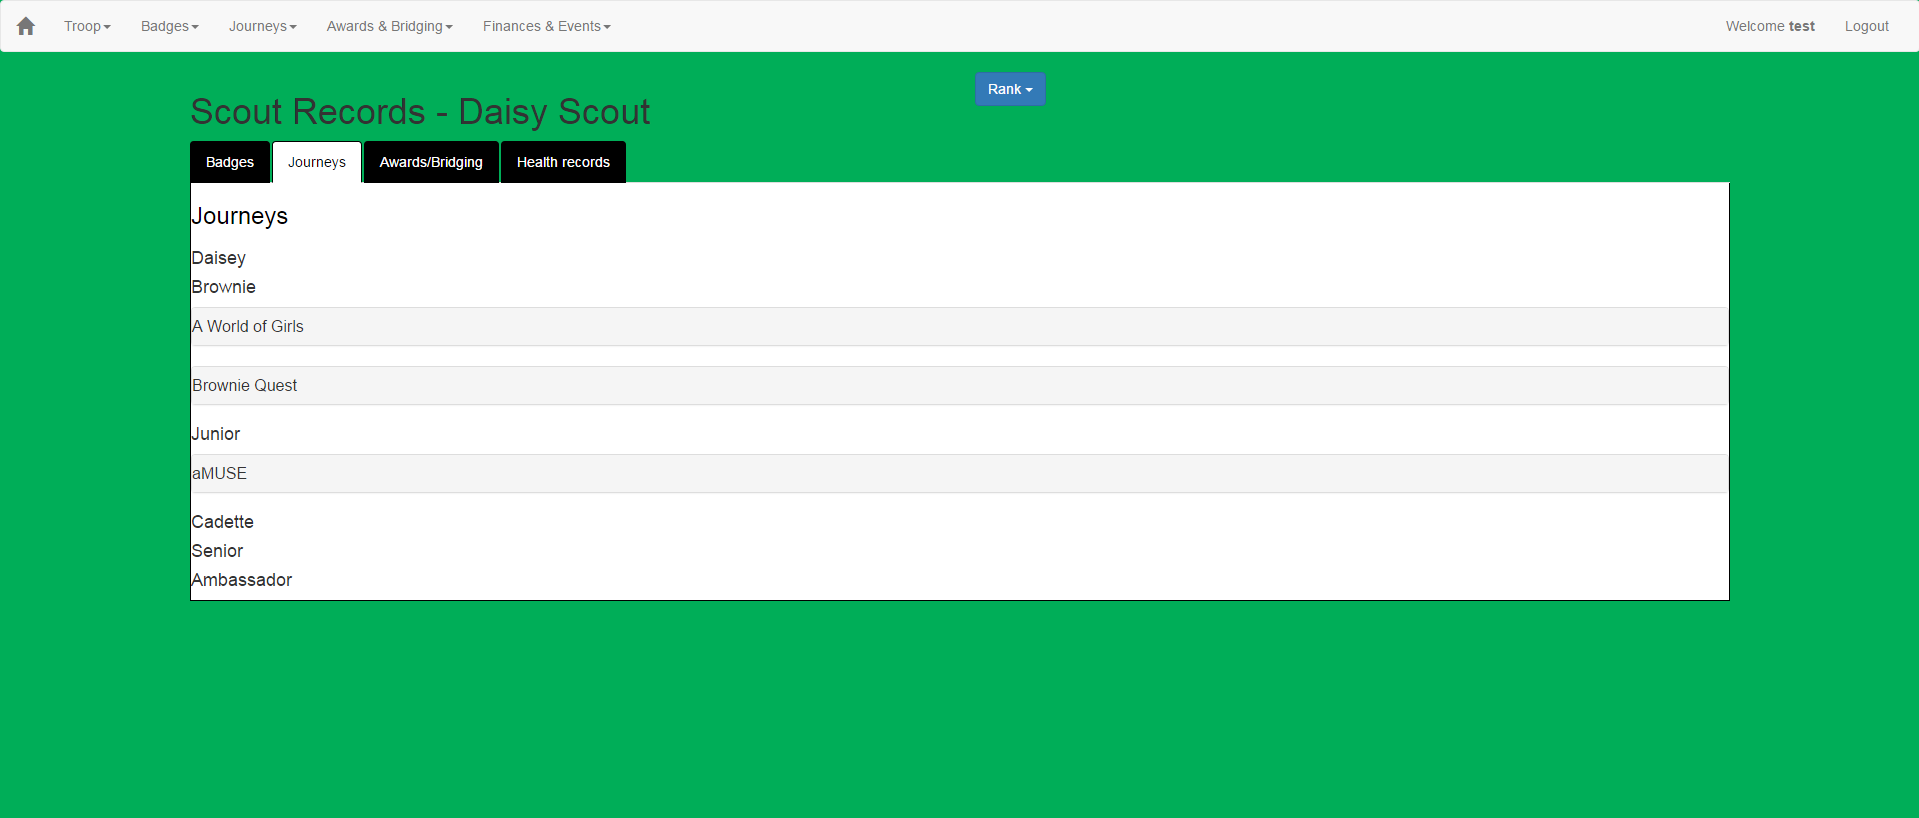 Troop Badges Journeys Awards & Bridging Finances & Events Welcome test Logout
Rank
Scout Records - Daisy Scout
Badges Journeys Awards/Bridging Health records
Journeys
Daisey
Brownie
A World of Girls
Brownie Quest
Junior
aMUSE
Cadette
Senior
Ambassador